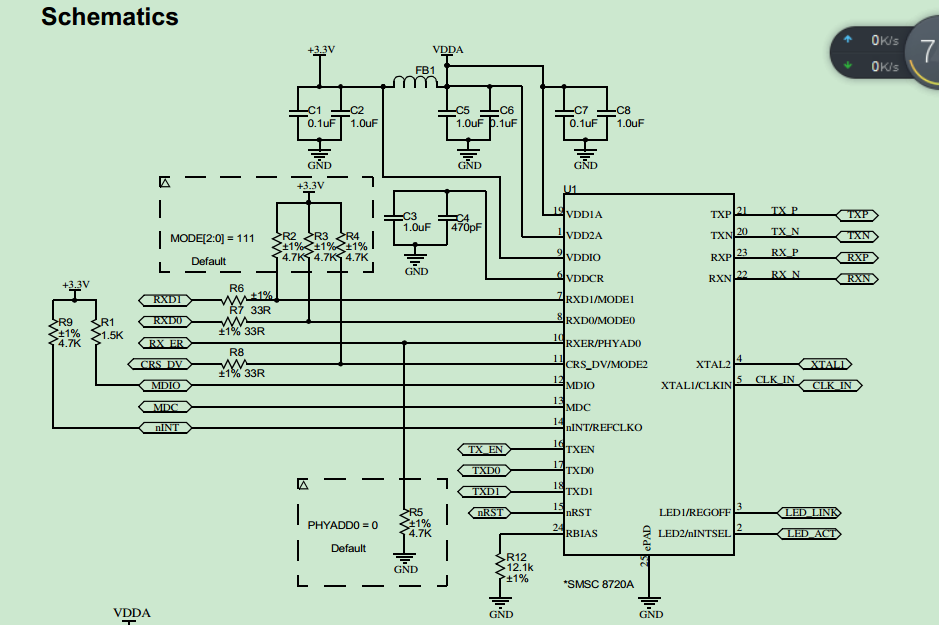 Schematics
0K/s
0K/s
7
+3.3V
VDDA
FB1
C1
0.1uF
C2
1.0uF
C5
1.0uF
C6
0.1uF
C7
0.1uF
C8
1.0uF
GND
GND
GND
+3.3V
MODE[2:0] = 111
Default
R2
±1%
4.7K
R3
±1%
4.7K
R4
±1%
4.7K
C3
1.0uF
C4
470pF
GND
U1
19 VDD1A
1 VDD2A
9 VDDIO
6 VDDCR
7 RXD1/MODE1
8 RXD0/MODE0
10 RXER/PHYAD0
11 CRS_DV/MODE2
12 MDIO
13 MDC
14 nINT/REFCLKO
16 TXEN
17 TXD0
18 TXD1
15 nRST
24 RBIAS
TXP 21 TX_P TXP
TXN 20 TX_N TXN
RXP 23 RX_P RXP
RXN 22 RX_N RXN
XTAL2 4 XTAL1
XTAL1/CLKIN 5 CLK_IN CLK_IN
LED1/REGOFF 3 LED_LINK
LED2/nINTSEL 2 LED_ACT
ePAD
25
+3.3V
R9
±1%
4.7K
R1
1.5K
RXD1
R6
±1%
33R
RXD0
R7
±1% 33R
RX_ER
CRS_DV
R8
±1% 33R
MDIO
MDC
nINT
TX_EN
TXD0
TXD1
nRST
PHYADD0 = 0
Default
R5
±1%
4.7K
GND
R12
12.1k
±1%
GND
*SMSC 8720A
GND
VDDA